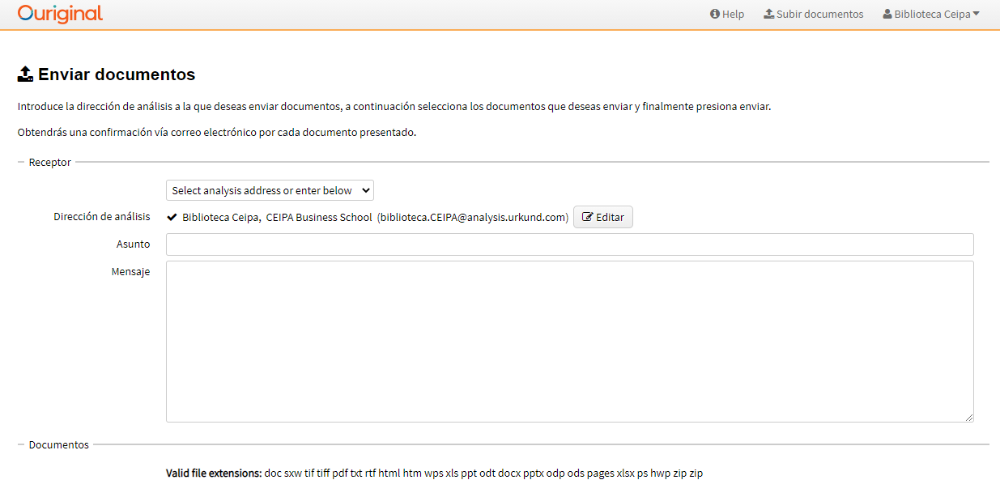 Ouriginal
Help Subir documentos Biblioteca Ceipa
Enviar documentos
Introduce la dirección de análisis a la que deseas enviar documentos, a continuación selecciona los documentos que deseas enviar y finalmente presiona enviar.
Obtendrás una confirmación vía correo electrónico por cada documento presentado.
Receptor
Select analysis address or enter below
Dirección de análisis Biblioteca Ceipa, CEIPA Business School (biblioteca.CEIPA@analysis.urkund.com) Editar
Asunto
Mensaje
Documentos
Valid file extensions: doc sxw tif tiff pdf txt rtf html htm wps xls ppt odt docx pptx odp ods pages xlsx ps hwp zip zip